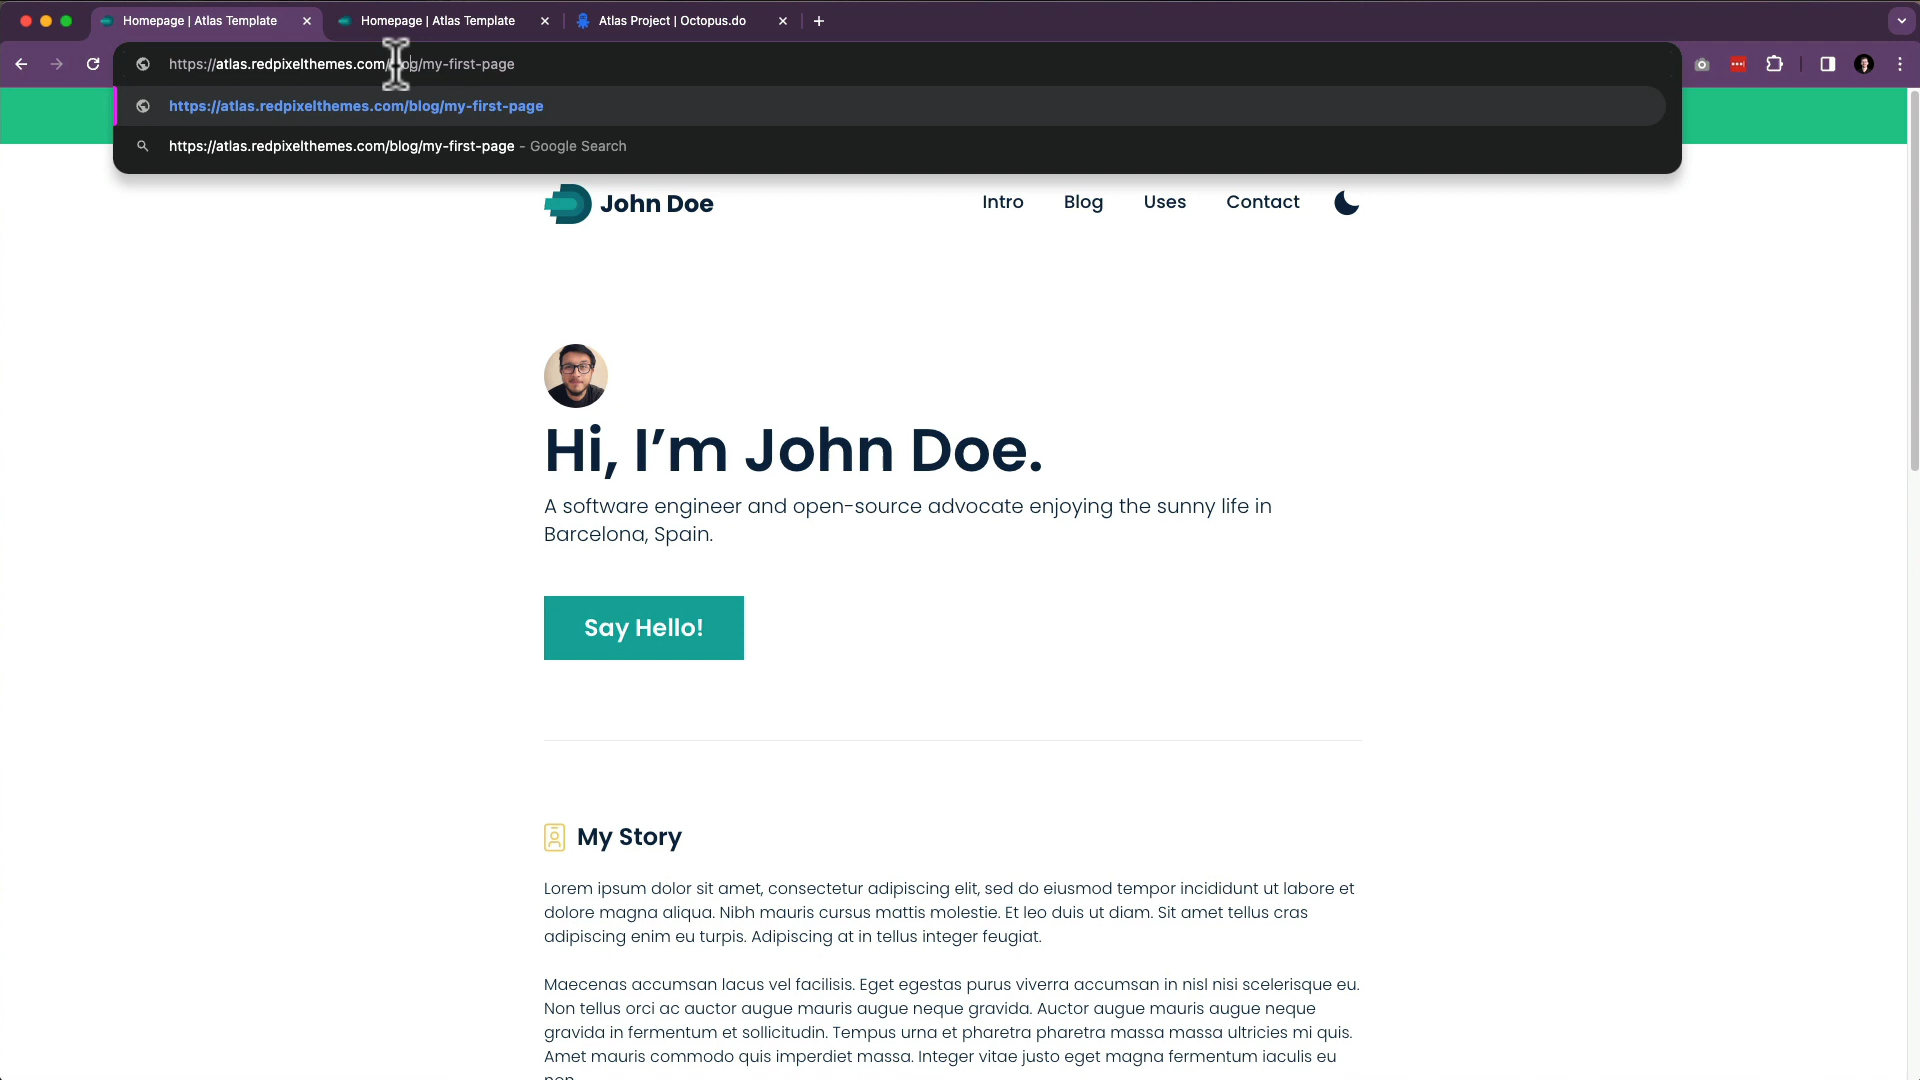 Homepage | Atlas Template
Homepage | Atlas Template
Atlas Project | Octopus.do
https://atlas.redpixelthemes.com/blog/my-first-page
https://atlas.redpixelthemes.com/blog/my-first-page
https://atlas.redpixelthemes.com/blog/my-first-page - Google Search
John Doe
Intro
Blog
Uses
Contact
Hi, I’m John Doe.
A software engineer and open-source advocate enjoying the sunny life in
Barcelona, Spain.
Say Hello!
My Story
Lorem ipsum dolor sit amet, consectetur adipiscing elit, sed do eiusmod tempor incididunt ut labore et
dolore magna aliqua. Nibh mauris cursus mattis molestie. Et leo duis ut diam. Sit amet tellus cras
adipiscing enim eu turpis. Adipiscing at in tellus integer feugiat.
Maecenas accumsan lacus vel facilisis. Eget egestas purus viverra accumsan in nisl nisi scelerisque eu.
Non tellus orci ac auctor augue mauris augue neque gravida. Auctor augue mauris augue neque
gravida in fermentum et sollicitudin. Tempus urna et pharetra pharetra massa massa ultricies mi quis.
Amet mauris commodo quis imperdiet massa. Integer vitae justo eget magna fermentum iaculis eu
non